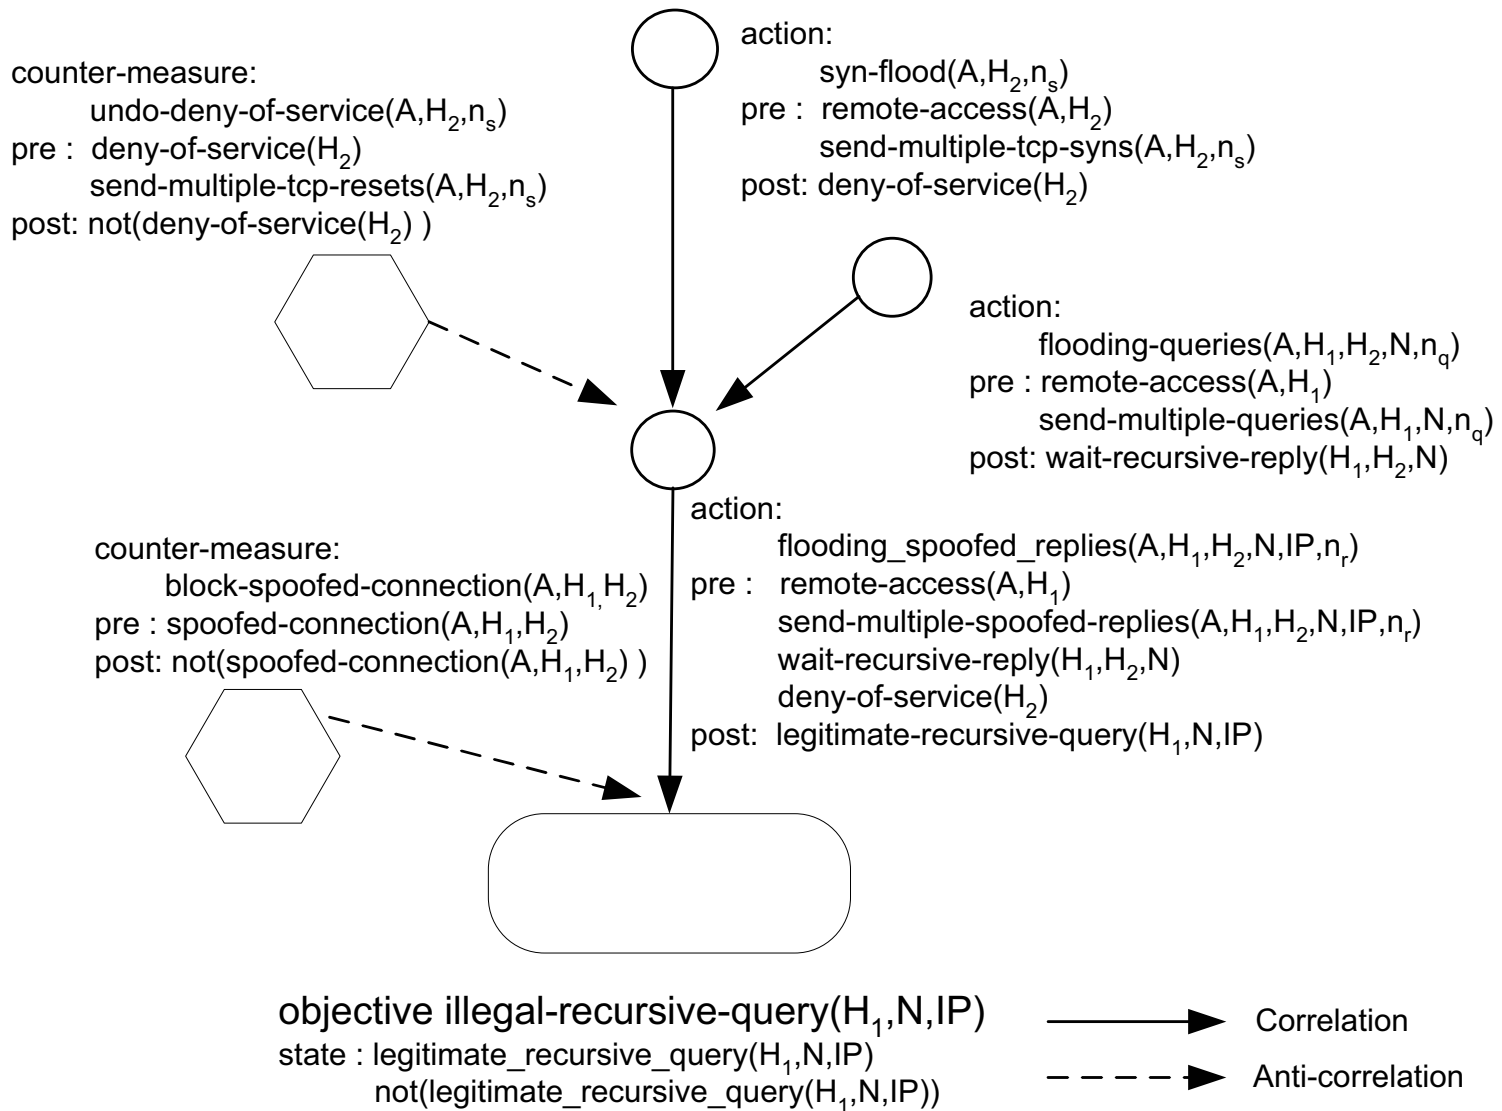 action:
syn-flood(A,H₂,nₛ)
pre : remote-access(A,H₂)
send-multiple-tcp-syns(A,H₂,nₛ)
post: deny-of-service(H₂)
counter-measure:
undo-deny-of-service(A,H₂,nₛ)
pre : deny-of-service(H₂)
send-multiple-tcp-resets(A,H₂,nₛ)
post: not(deny-of-service(H₂) )
action:
flooding-queries(A,H₁,H₂,N,n_q)
pre : remote-access(A,H₁)
send-multiple-queries(A,H₁,N,n_q)
post: wait-recursive-reply(H₁,H₂,N)
action:
flooding_spoofed_replies(A,H₁,H₂,N,IP,nᵣ)
pre : remote-access(A,H₁)
send-multiple-spoofed-replies(A,H₁,H₂,N,IP,nᵣ)
wait-recursive-reply(H₁,H₂,N)
deny-of-service(H₂)
post: legitimate-recursive-query(H₁,N,IP)
counter-measure:
block-spoofed-connection(A,H₁,H₂)
pre : spoofed-connection(A,H₁,H₂)
post: not(spoofed-connection(A,H₁,H₂) )
objective illegal-recursive-query(H₁,N,IP)
state : legitimate_recursive_query(H₁,N,IP)
not(legitimate_recursive_query(H₁,N,IP))
Correlation
Anti-correlation